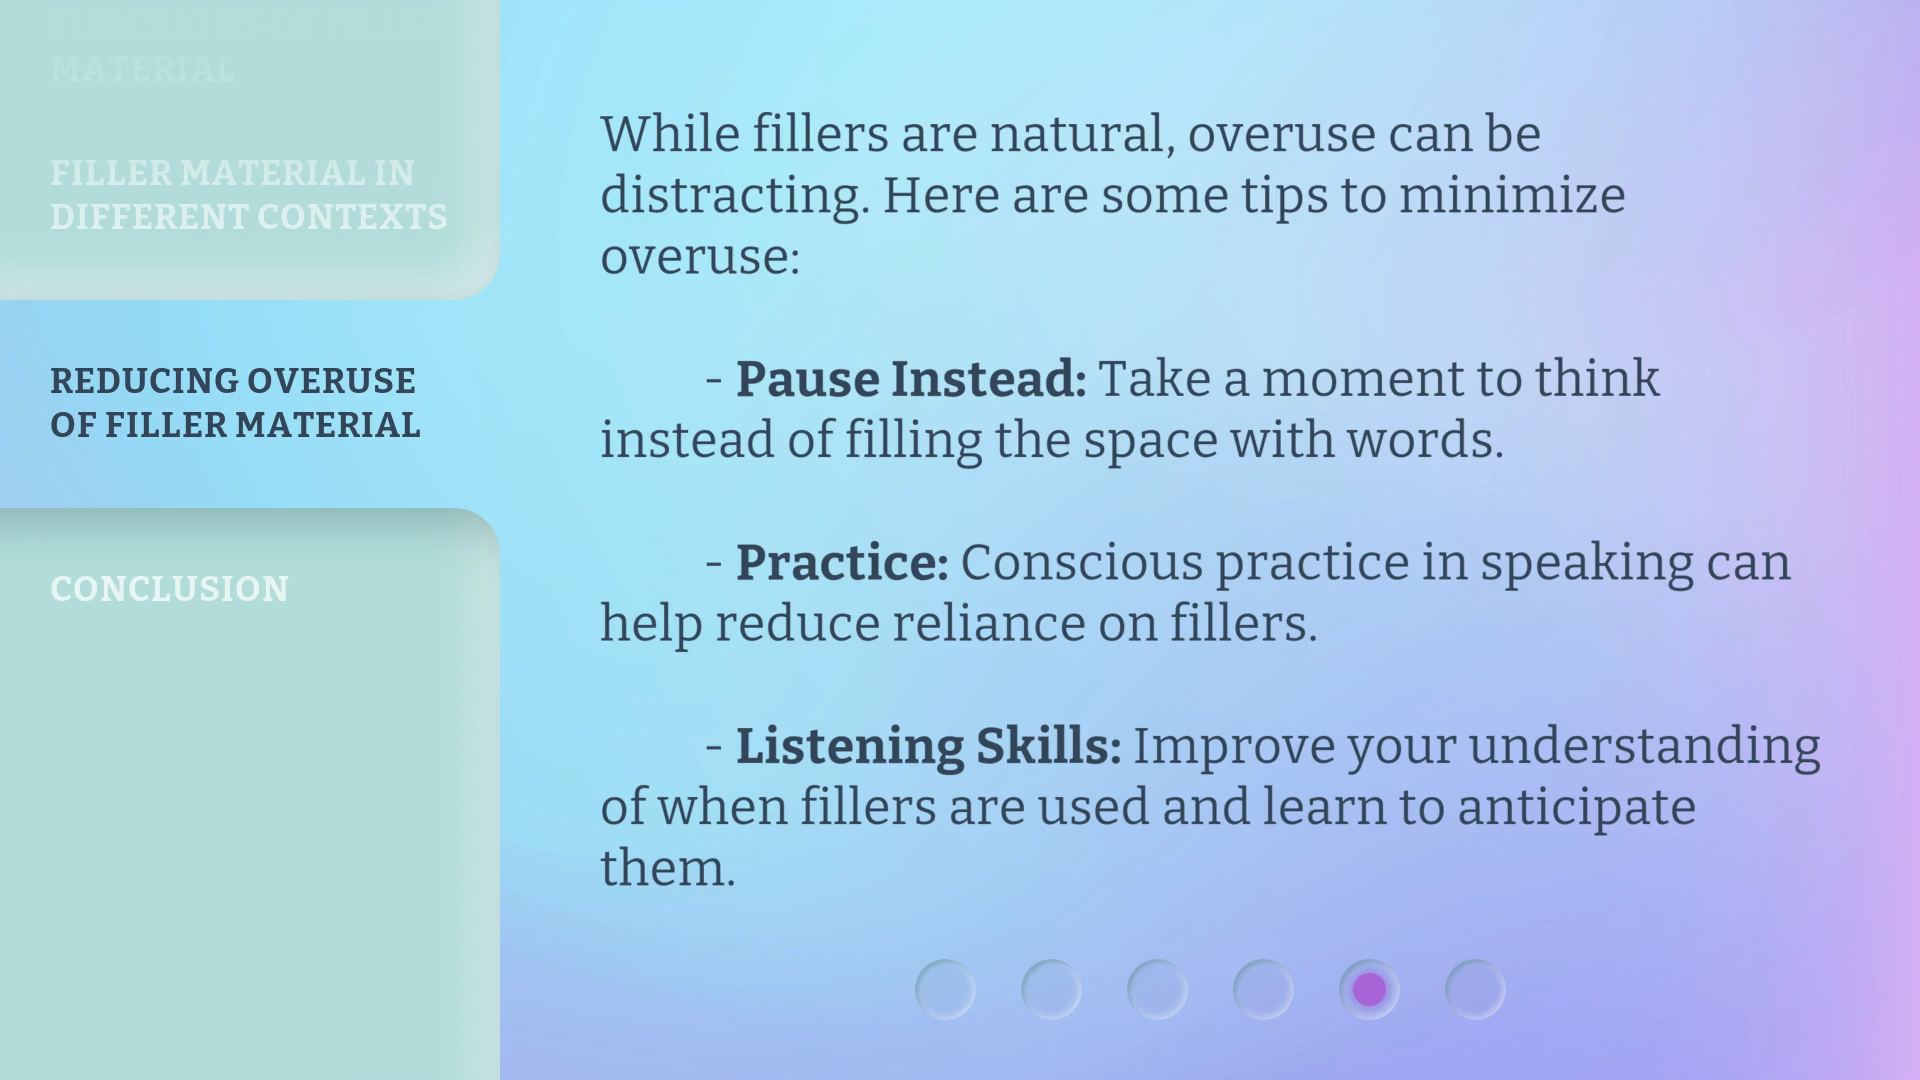 FUNCTIONS OF FILLER
MATERIAL
FILLER MATERIAL IN
DIFFERENT CONTEXTS
REDUCING OVERUSE
OF FILLER MATERIAL
CONCLUSION
While fillers are natural, overuse can be
distracting. Here are some tips to minimize
overuse:
- Pause Instead: Take a moment to think
instead of filling the space with words.
- Practice: Conscious practice in speaking can
help reduce reliance on fillers.
- Listening Skills: Improve your understanding
of when fillers are used and learn to anticipate
them.